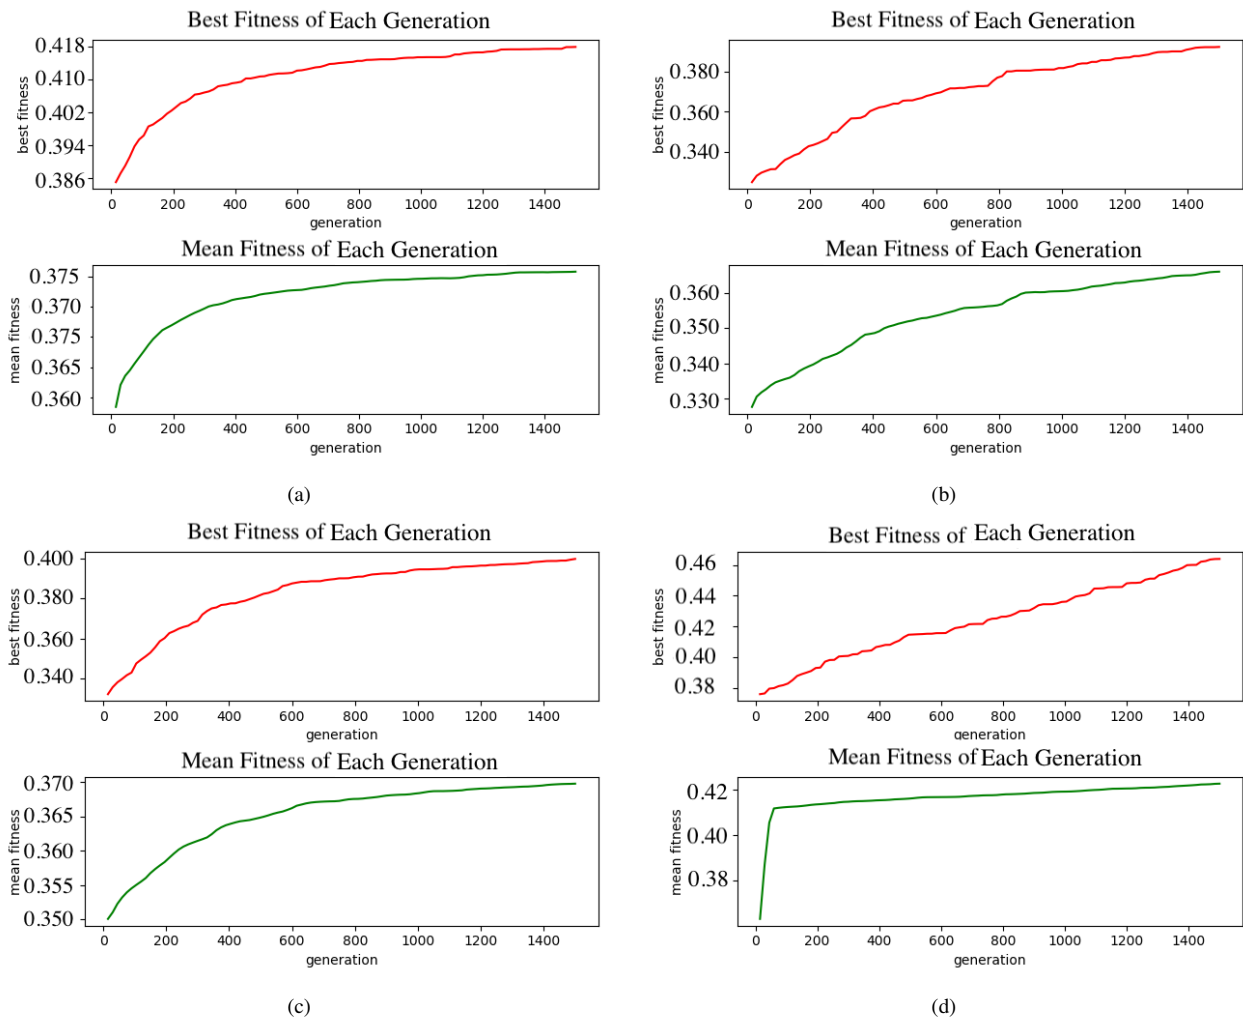 Best Fitness of Each Generation
0.418
0.410
0.402
0.394
0.386
best fitness
0 200 400 600 800 1000 1200 1400
generation
Mean Fitness of Each Generation
0.375
0.370
0.375
0.365
0.360
mean fitness
0 200 400 600 800 1000 1200 1400
generation
(a)
Best Fitness of Each Generation
0.380
0.360
0.340
best fitness
0 200 400 600 800 1000 1200 1400
generation
Mean Fitness of Each Generation
0.360
0.350
0.340
0.330
mean fitness
0 200 400 600 800 1000 1200 1400
generation
(b)
Best Fitness of Each Generation
0.400
0.380
0.360
0.340
best fitness
0 200 400 600 800 1000 1200 1400
generation
Mean Fitness of Each Generation
0.370
0.365
0.360
0.355
0.350
mean fitness
0 200 400 600 800 1000 1200 1400
generation
(c)
Best Fitness of Each Generation
0.46
0.44
0.42
0.40
0.38
best fitness
0 200 400 600 800 1000 1200 1400
generation
Mean Fitness of Each Generation
0.42
0.40
0.38
mean fitness
0 200 400 600 800 1000 1200 1400
generation
(d)